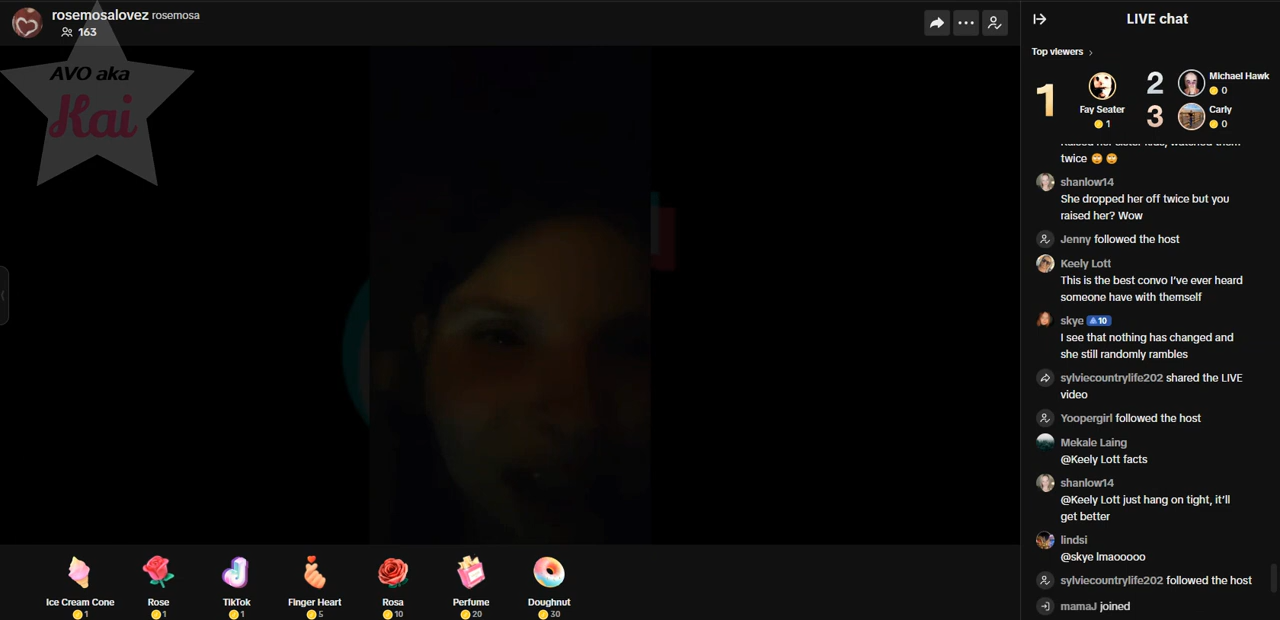 rosemosalovez rosemosa
163
AVO aka
Kai
LIVE chat
Top viewers
1
Fay Seater
1
2
Michael Hawk
0
3
Carly
0
twice 🙄 🙄
shanlow14
She dropped her off twice but you
raised her? Wow
Jenny followed the host
Keely Lott
This is the best convo I've ever heard
someone have with themself
skye 10
I see that nothing has changed and
she still randomly rambles
sylviecountrylife202 shared the LIVE
video
Yoopergirl followed the host
Mekale Laing
@Keely Lott facts
shanlow14
@Keely Lott just hang on tight, it'll
get better
lindsi
@skye lmaooooo
sylviecountrylife202 followed the host
mamaJ joined
Ice Cream Cone
1
Rose
1
TikTok
1
Finger Heart
5
Rosa
10
Perfume
20
Doughnut
30